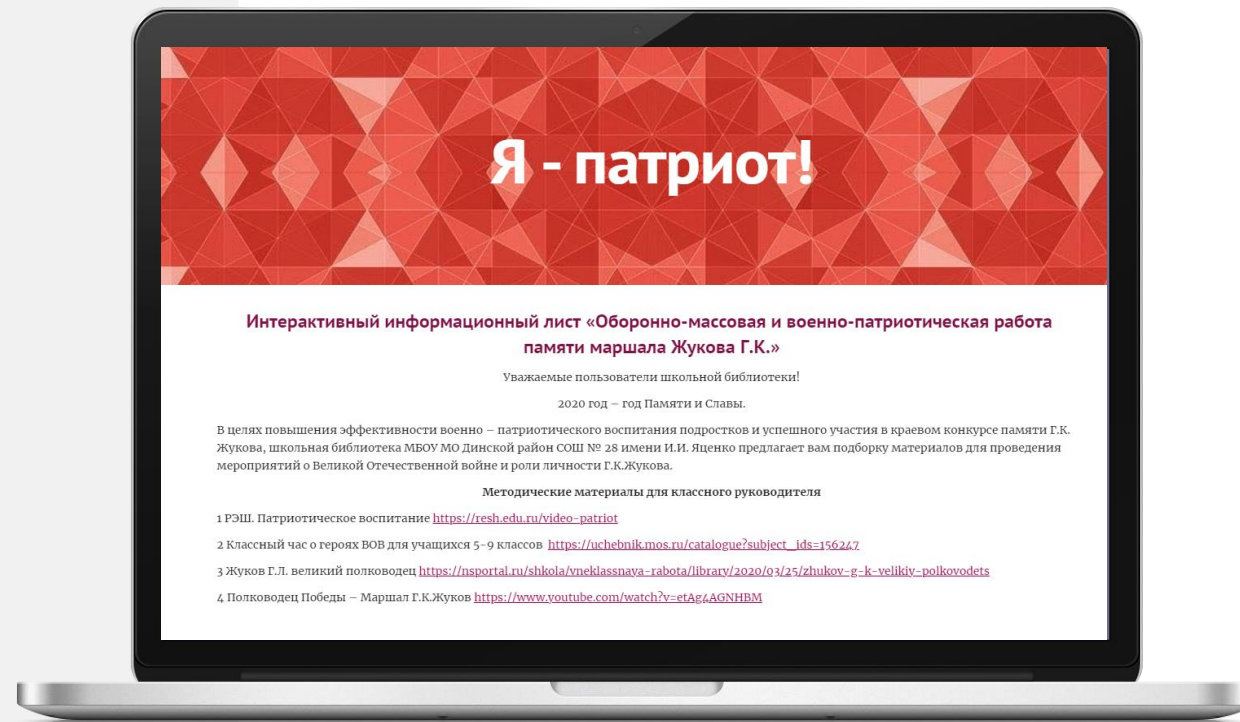 Я - патриот!
Интерактивный информационный лист «Оборонно-массовая и военно-патриотическая работа
памяти маршала Жукова Г.К.»
Уважаемые пользователи школьной библиотеки!
2020 год – год Памяти и Славы.
В целях повышения эффективности военно – патриотического воспитания подростков и успешного участия в краевом конкурсе памяти Г.К.
Жукова, школьная библиотека МБОУ МО Динской район СОШ № 28 имени И.И. Яценко предлагает вам подборку материалов для проведения
мероприятий о Великой Отечественной войне и роли личности Г.К.Жукова.
Методические материалы для классного руководителя
1 РЭШ. Патриотическое воспитание https://resh.edu.ru/video-patriot
2 Классный час о героях ВОВ для учащихся 5-9 классов https://uchebnik.mos.ru/catalogue?subject_ids=156247
3 Жуков Г.Л. великий полководец https://nsportal.ru/shkola/vneklassnaya-rabota/library/2020/03/25/zhukov-g-k-velikiy-polkovodets
4 Полководец Победы – Маршал Г.К.Жуков https://www.youtube.com/watch?v=etAg4AGNHBM